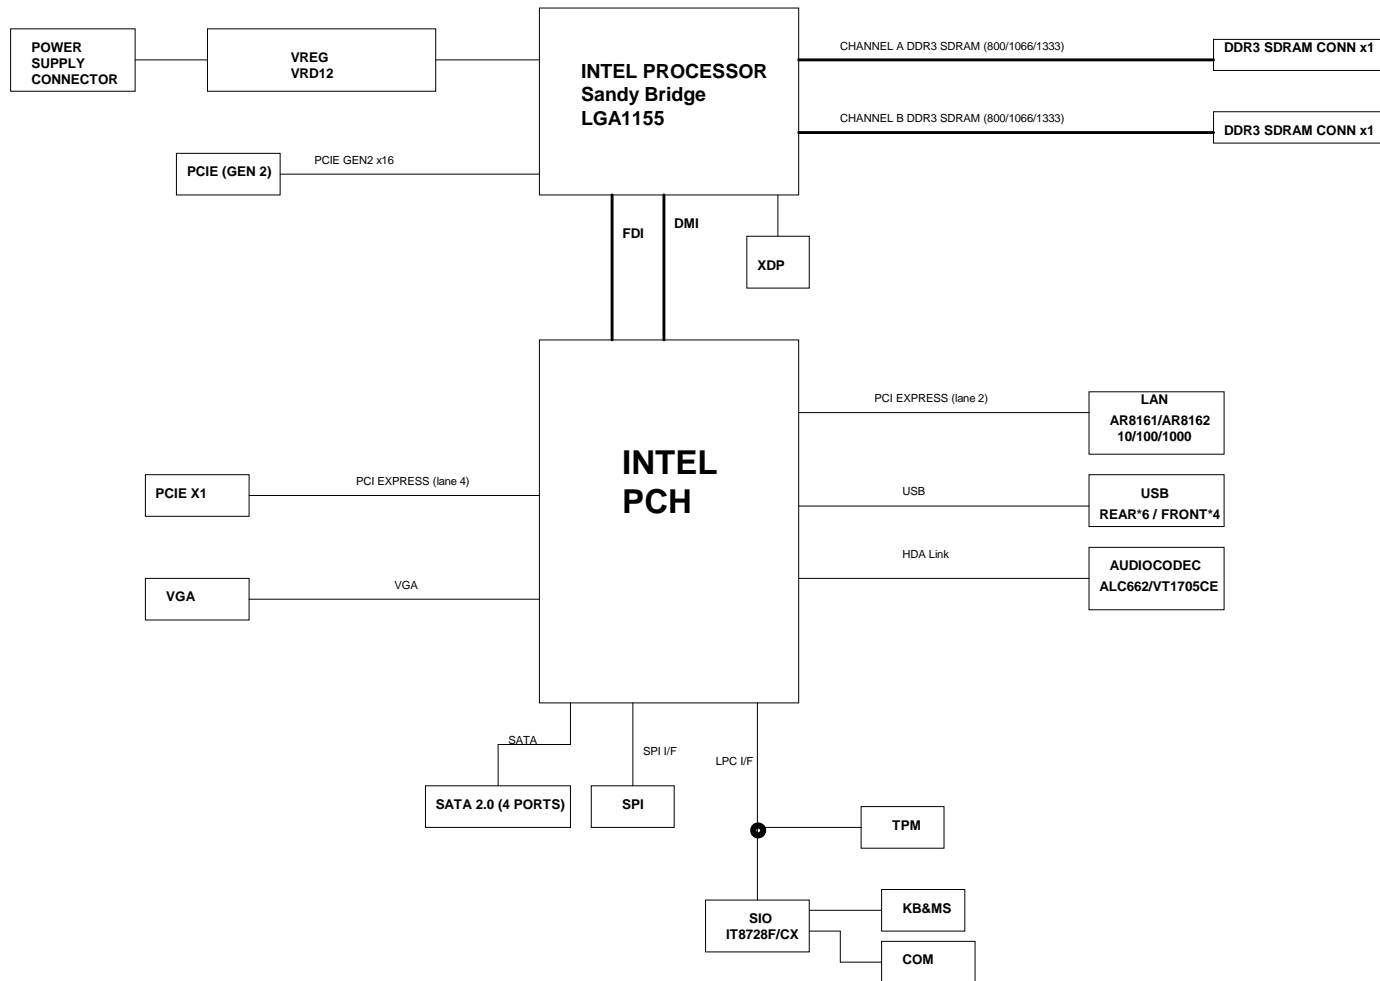 POWER
SUPPLY
CONNECTOR
VREG
VRD12
INTEL PROCESSOR
Sandy Bridge
LGA1155
CHANNEL A DDR3 SDRAM (800/1066/1333)
DDR3 SDRAM CONN x1
CHANNEL B DDR3 SDRAM (800/1066/1333)
DDR3 SDRAM CONN x1
PCIE (GEN 2)
PCIE GEN2 x16
FDI
DMI
XDP
INTEL
PCH
PCI EXPRESS (lane 2)
LAN
AR8161/AR8162
10/100/1000
PCIE X1
PCI EXPRESS (lane 4)
USB
USB
REAR*6 / FRONT*4
HDA Link
AUDIOCODEC
ALC662/VT1705CE
VGA
VGA
SATA
SPI I/F
LPC I/F
SATA 2.0 (4 PORTS)
SPI
TPM
SIO
IT8728F/CX
KB&MS
COM